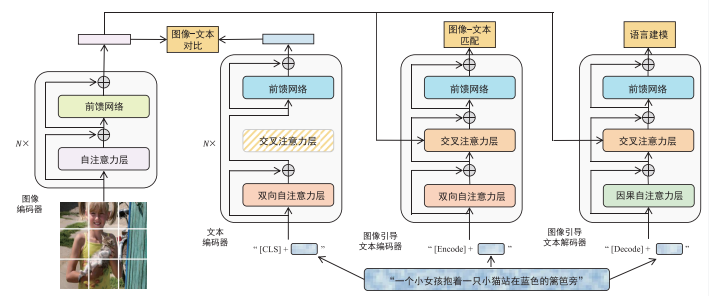 图像-文本
对比
图像-文本
匹配
语言建模
前馈网络
自注意力层
N×
图像
编码器
前馈网络
交叉注意力层
双向自注意力层
N×
文本
编码器
“ [CLS] + ”
前馈网络
交叉注意力层
双向自注意力层
图像引导
文本编码器
“ [Encode] + ”
前馈网络
交叉注意力层
因果自注意力层
图像引导
文本解码器
“ [Decode] + ”
“一个小女孩抱着一只小猫站在蓝色的篱笆旁”